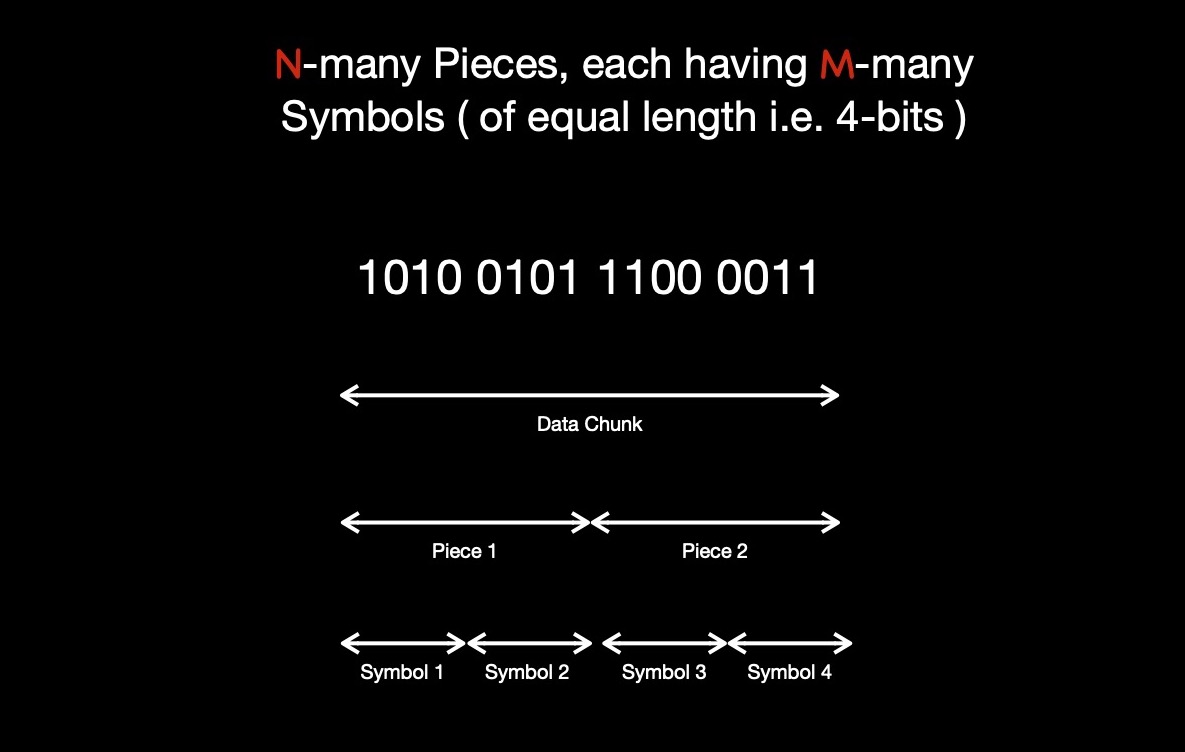 N-many Pieces, each having M-many
Symbols ( of equal length i.e. 4-bits )
1010 0101 1100 0011
Data Chunk
Piece 1 Piece 2
Symbol 1 Symbol 2 Symbol 3 Symbol 4